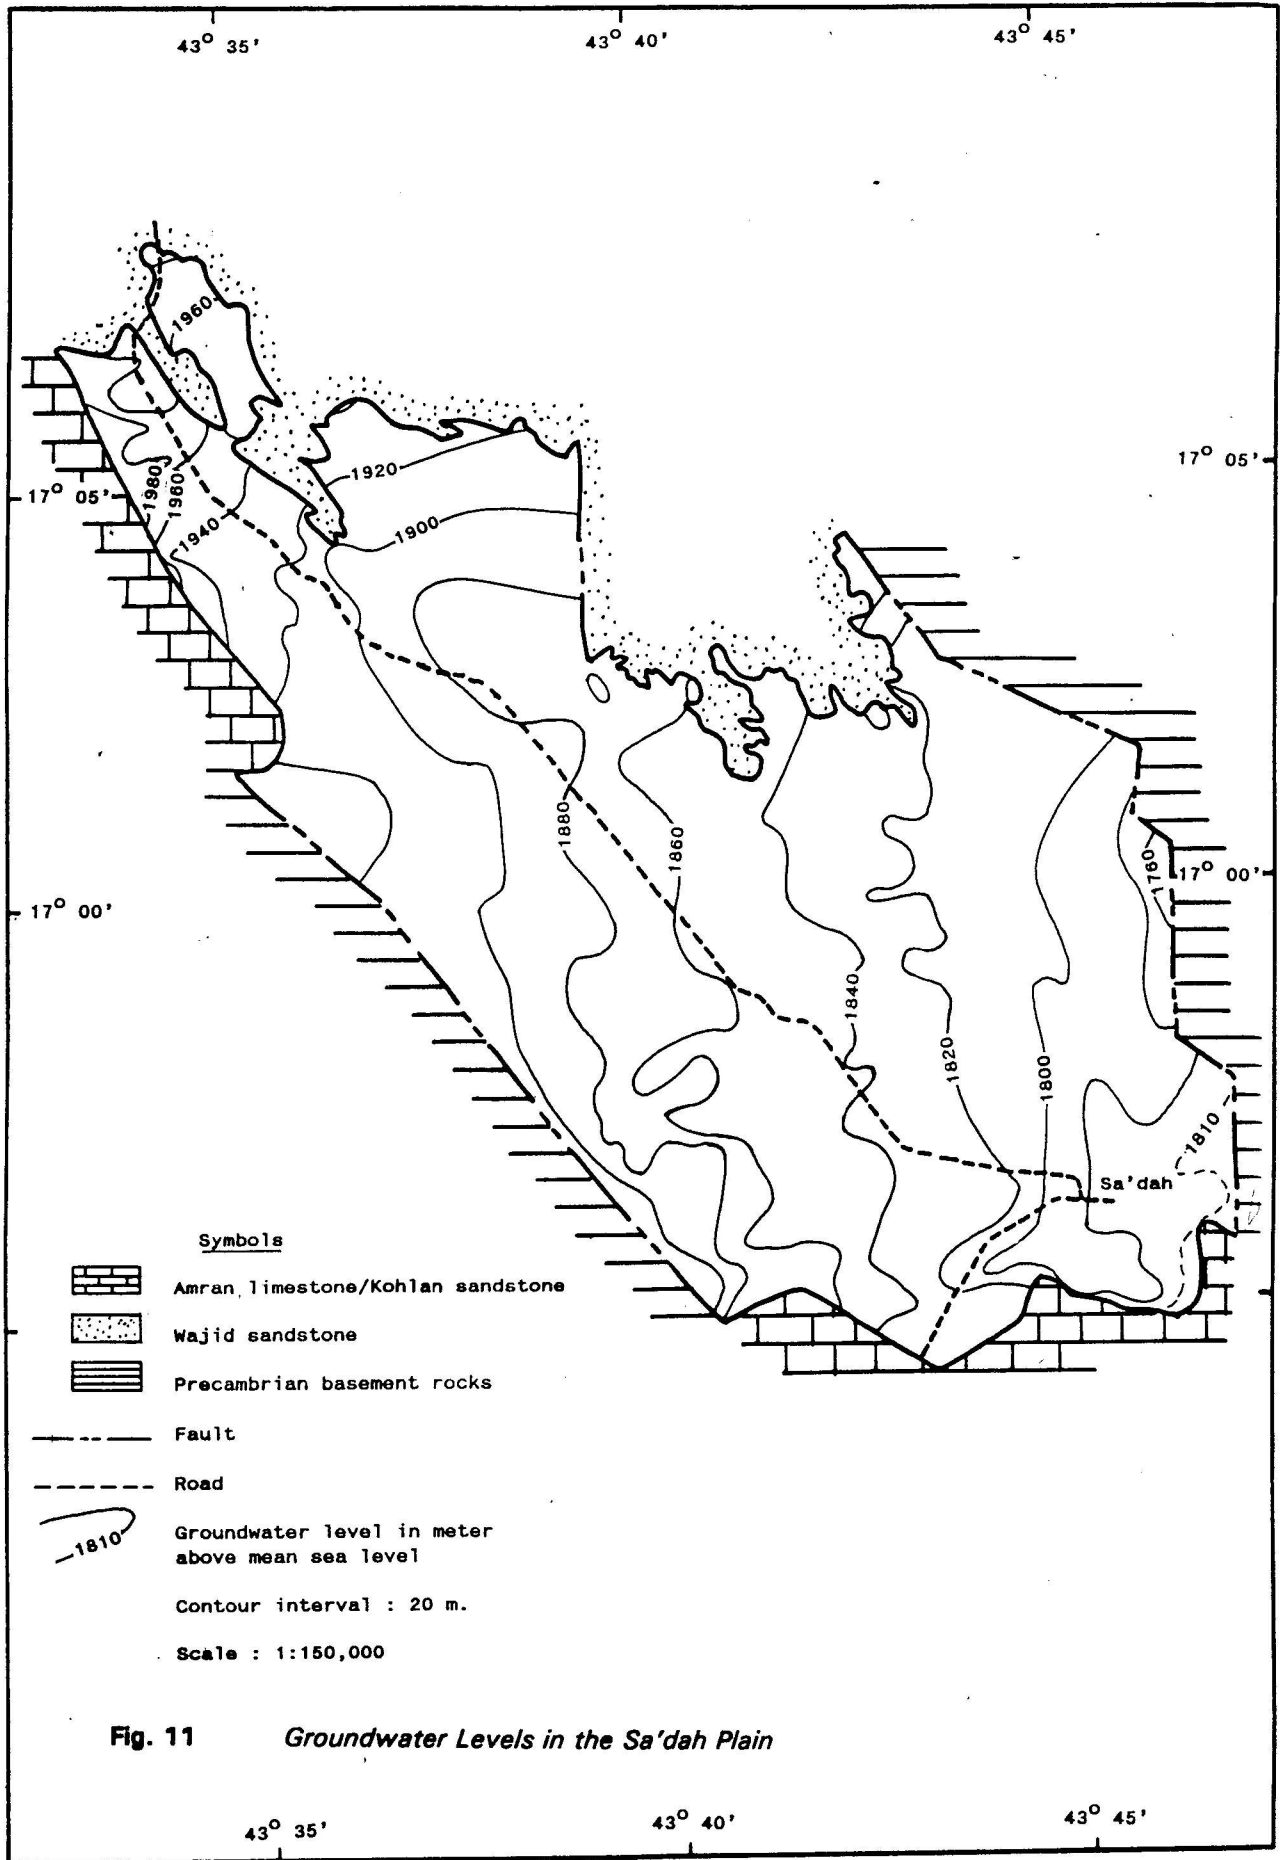 43° 35'
43° 40'
43° 45'
1960
17° 05'
1920
17° 05'
1980
1960
1940
1900
1880
1860
1760
17° 00'
17° 00'
1840
1820
1800
1810
Sa'dah
Symbols
Amran limestone/Kohlan sandstone
Wajid sandstone
Precambrian basement rocks
Fault
Road
1810
Groundwater level in meter
above mean sea level
Contour interval : 20 m.
Scale : 1:150,000
Fig. 11 Groundwater Levels in the Sa'dah Plain
43° 35'
43° 40'
43° 45'